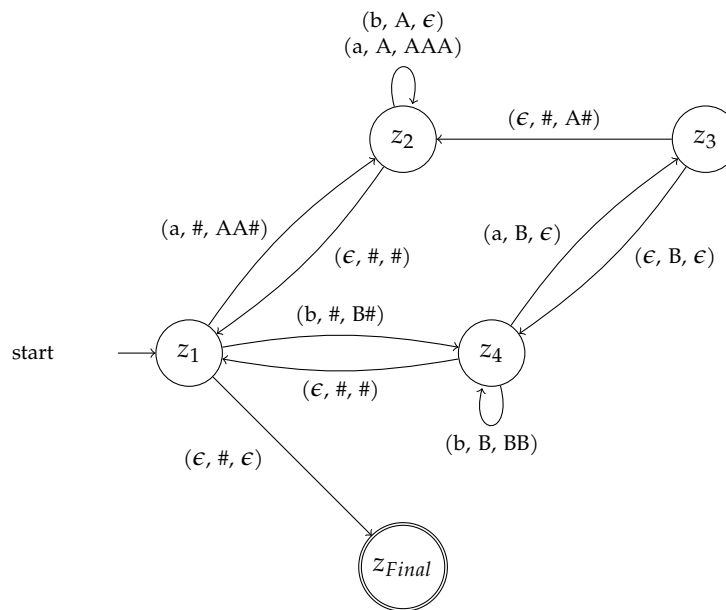 (b, A, ϵ)
(a, A, AAA)
z2
(ϵ, #, A#)
z3
(a, #, AA#)
(ϵ, #, #)
(a, B, ϵ)
(ϵ, B, ϵ)
start
z1
(b, #, B#)
(ϵ, #, #)
z4
(b, B, BB)
(ϵ, #, ϵ)
zFinal